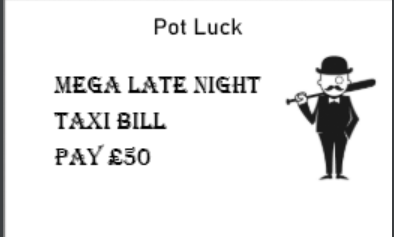 Pot Luck
MEGA LATE NIGHT
TAXI BILL
PAY £50